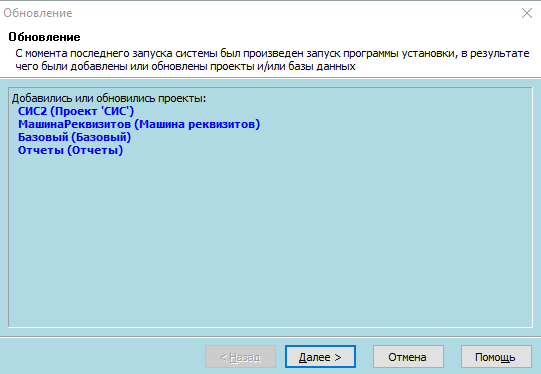 Обновление
Обновление
С момента последнего запуска системы был произведен запуск программы установки, в результате
чего были добавлены или обновлены проекты и/или базы данных
Добавились или обновились проекты:
СИС2 (Проект 'СИС')
МашинаРеквизитов (Машина реквизитов)
Базовый (Базовый)
Отчеты (Отчеты)
< Назад
Далее >
Отмена
Помощь